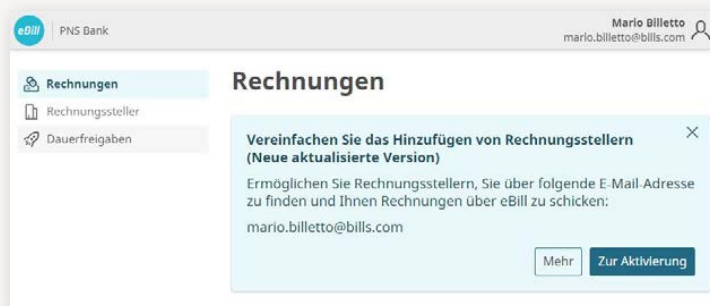 eBill PNS Bank
Mario Billetto
mario.billetto@bills.com
Rechnungen
Rechnungssteller
Dauerfreigaben
Rechnungen
Vereinfachen Sie das Hinzufügen von Rechnungsstellern
(Neue aktualisierte Version)
Ermöglichen Sie Rechnungsstellern, Sie über folgende E-Mail-Adresse
zu finden und Ihnen Rechnungen über eBill zu schicken:
mario.billetto@bills.com
Mehr Zur Aktivierung